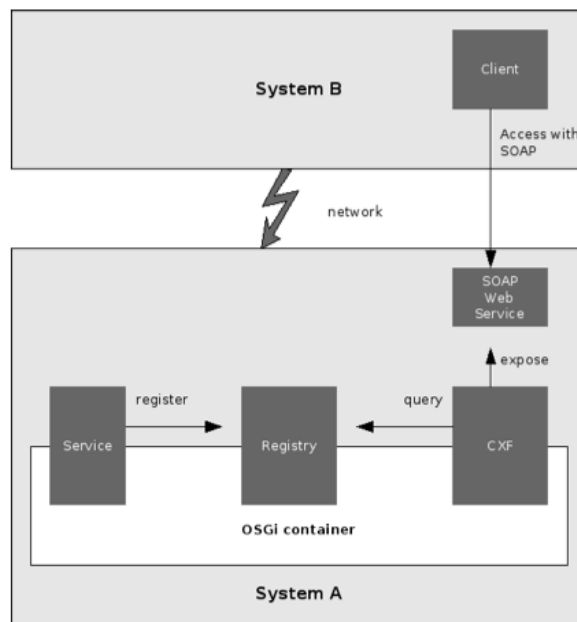 Client
System B
Access with
SOAP
network
SOAP
Web
Service
expose
register
query
Service
Registry
CXF
OSGi container
System A